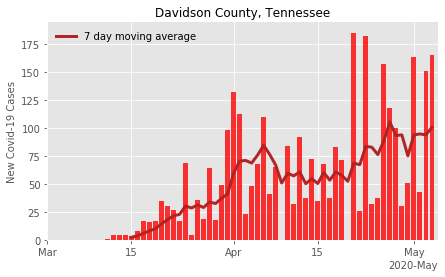 Davidson County, Tennessee
7 day moving average
New Covid-19 Cases
175
150
125
100
75
50
25
0
Mar 15 Apr 15 May
2020-May